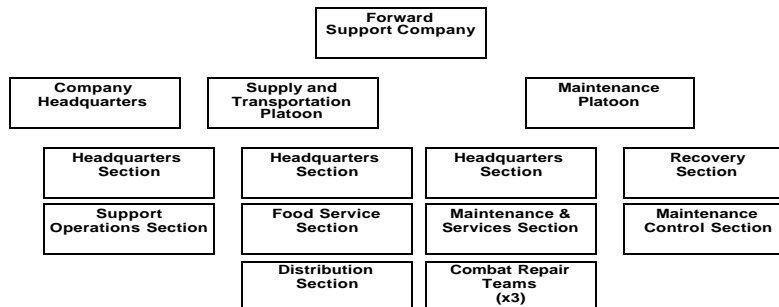 Forward
Support Company
Company
Headquarters
Supply and
Transportation
Platoon
Maintenance
Platoon
Headquarters
Section
Headquarters
Section
Headquarters
Section
Recovery
Section
Support
Operations Section
Food Service
Section
Maintenance &
Services Section
Maintenance
Control Section
Distribution
Section
Combat Repair
Teams
(x3)